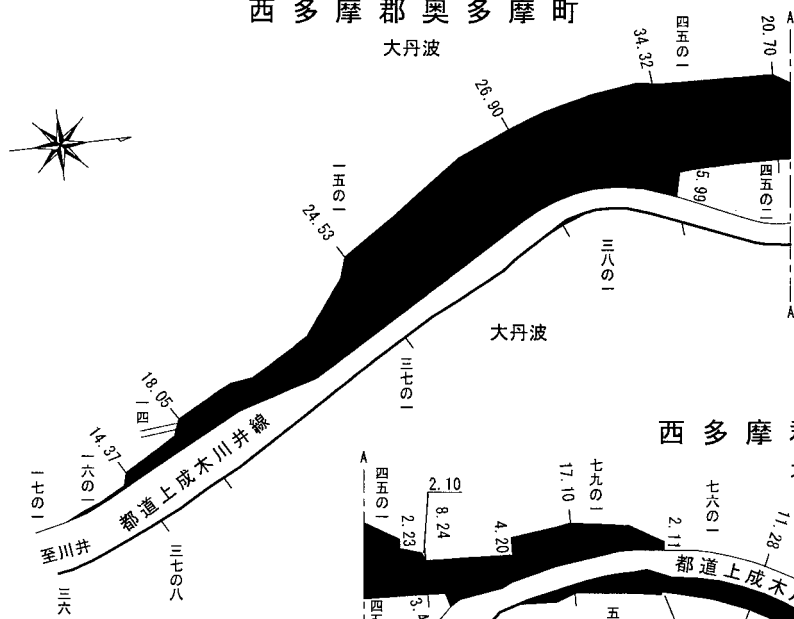 西多摩郡奥多摩町
大丹波
四五の一
20.70
A
34.32
26.90
一五の一
24.53
5.99
四五の二
三八の一
A
大丹波
三七の一
18.05
一四
14.37
一六の一
一七の一
都道上成木川井線
至川井
三七の八
三六
西多摩
A
四五の一
2.23
2.10
8.24
4.20
17.10
七九の一
2.11
七六の一
11.28
都道上成木